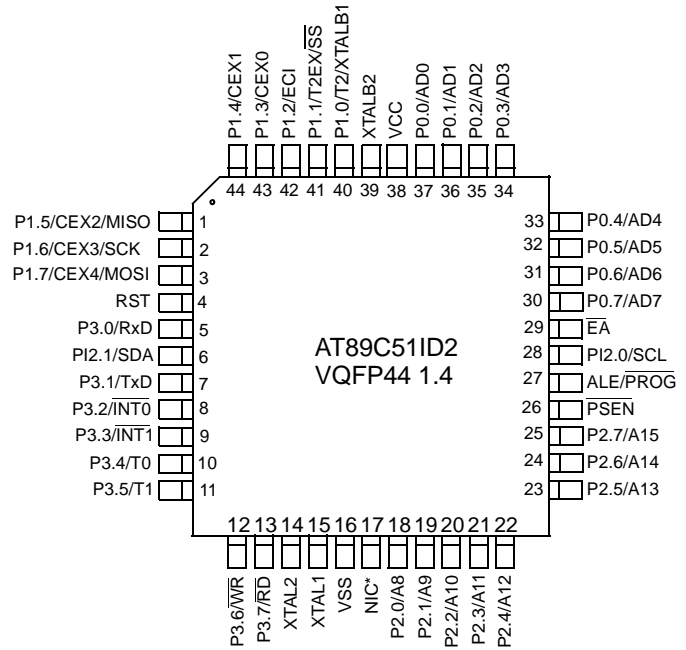 P1.4/CEX1
P1.3/CEX0
P1.2/ECI
P1.1/T2EX/S̅S̅
P1.0/T2/XTALB1
XTALB2
VCC
P0.0/AD0
P0.1/AD1
P0.2/AD2
P0.3/AD3
44 43 42 41 40 39 38 37 36 35 34
P1.5/CEX2/MISO 1
P1.6/CEX3/SCK 2
P1.7/CEX4/MOSI 3
RST 4
P3.0/RxD 5
PI2.1/SDA 6
P3.1/TxD 7
P3.2/I̅N̅T̅0̅ 8
P3.3/I̅N̅T̅1̅ 9
P3.4/T0 10
P3.5/T1 11
AT89C51ID2
VQFP44 1.4
33 P0.4/AD4
32 P0.5/AD5
31 P0.6/AD6
30 P0.7/AD7
29 E̅A̅
28 PI2.0/SCL
27 ALE/P̅R̅O̅G̅
26 P̅S̅E̅N̅
25 P2.7/A15
24 P2.6/A14
23 P2.5/A13
12 13 14 15 16 17 18 19 20 21 22
P3.6/W̅R̅
P3.7/R̅D̅
XTAL2
XTAL1
VSS
NIC*
P2.0/A8
P2.1/A9
P2.2/A10
P2.3/A11
P2.4/A12